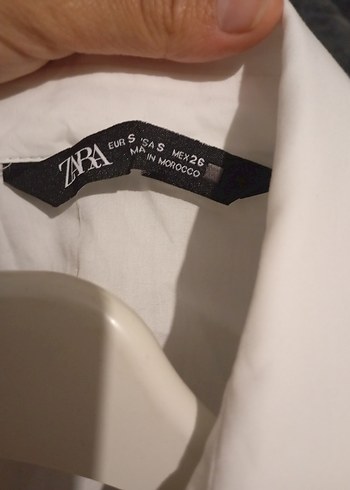 ZARA
EUR S USA S MEX 26
MADE IN MOROCCO